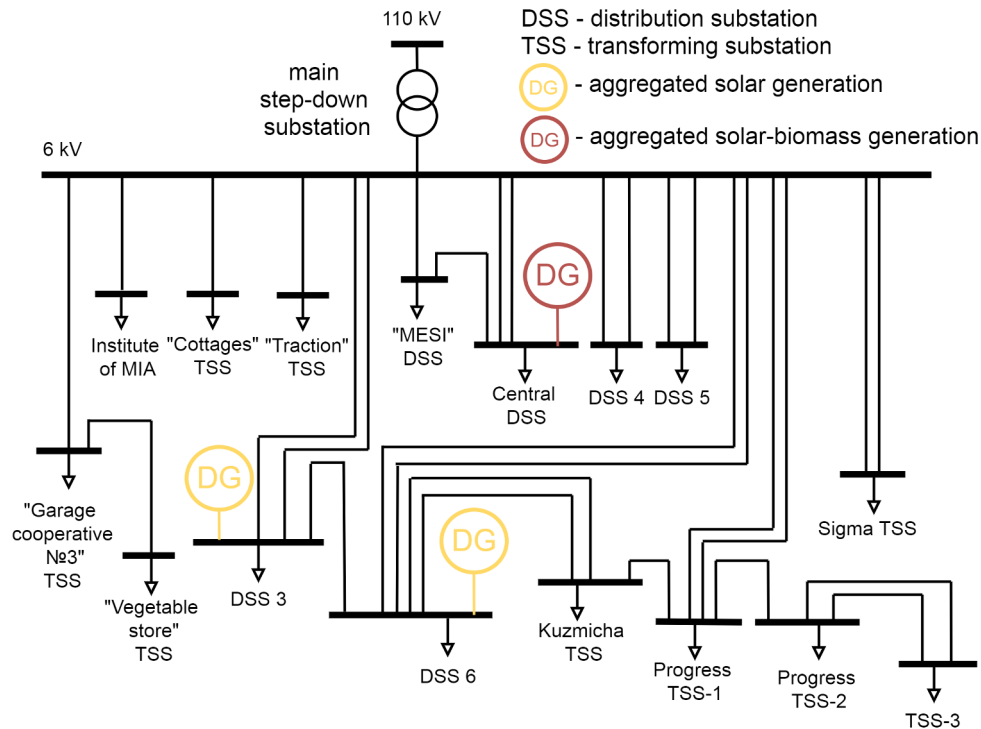 110 kV
DSS - distribution substation
TSS - transforming substation
DG - aggregated solar generation
DG - aggregated solar-biomass generation
main
step-down
substation
6 kV
Institute
of MIA
"Cottages"
TSS
"Traction"
TSS
"MESI"
DSS
DG
Central
DSS
DSS 4
DSS 5
"Garage
cooperative
№3"
TSS
"Vegetable
store"
TSS
DG
DSS 3
DG
DSS 6
Kuzmicha
TSS
Progress
TSS-1
Progress
TSS-2
TSS-3
Sigma TSS